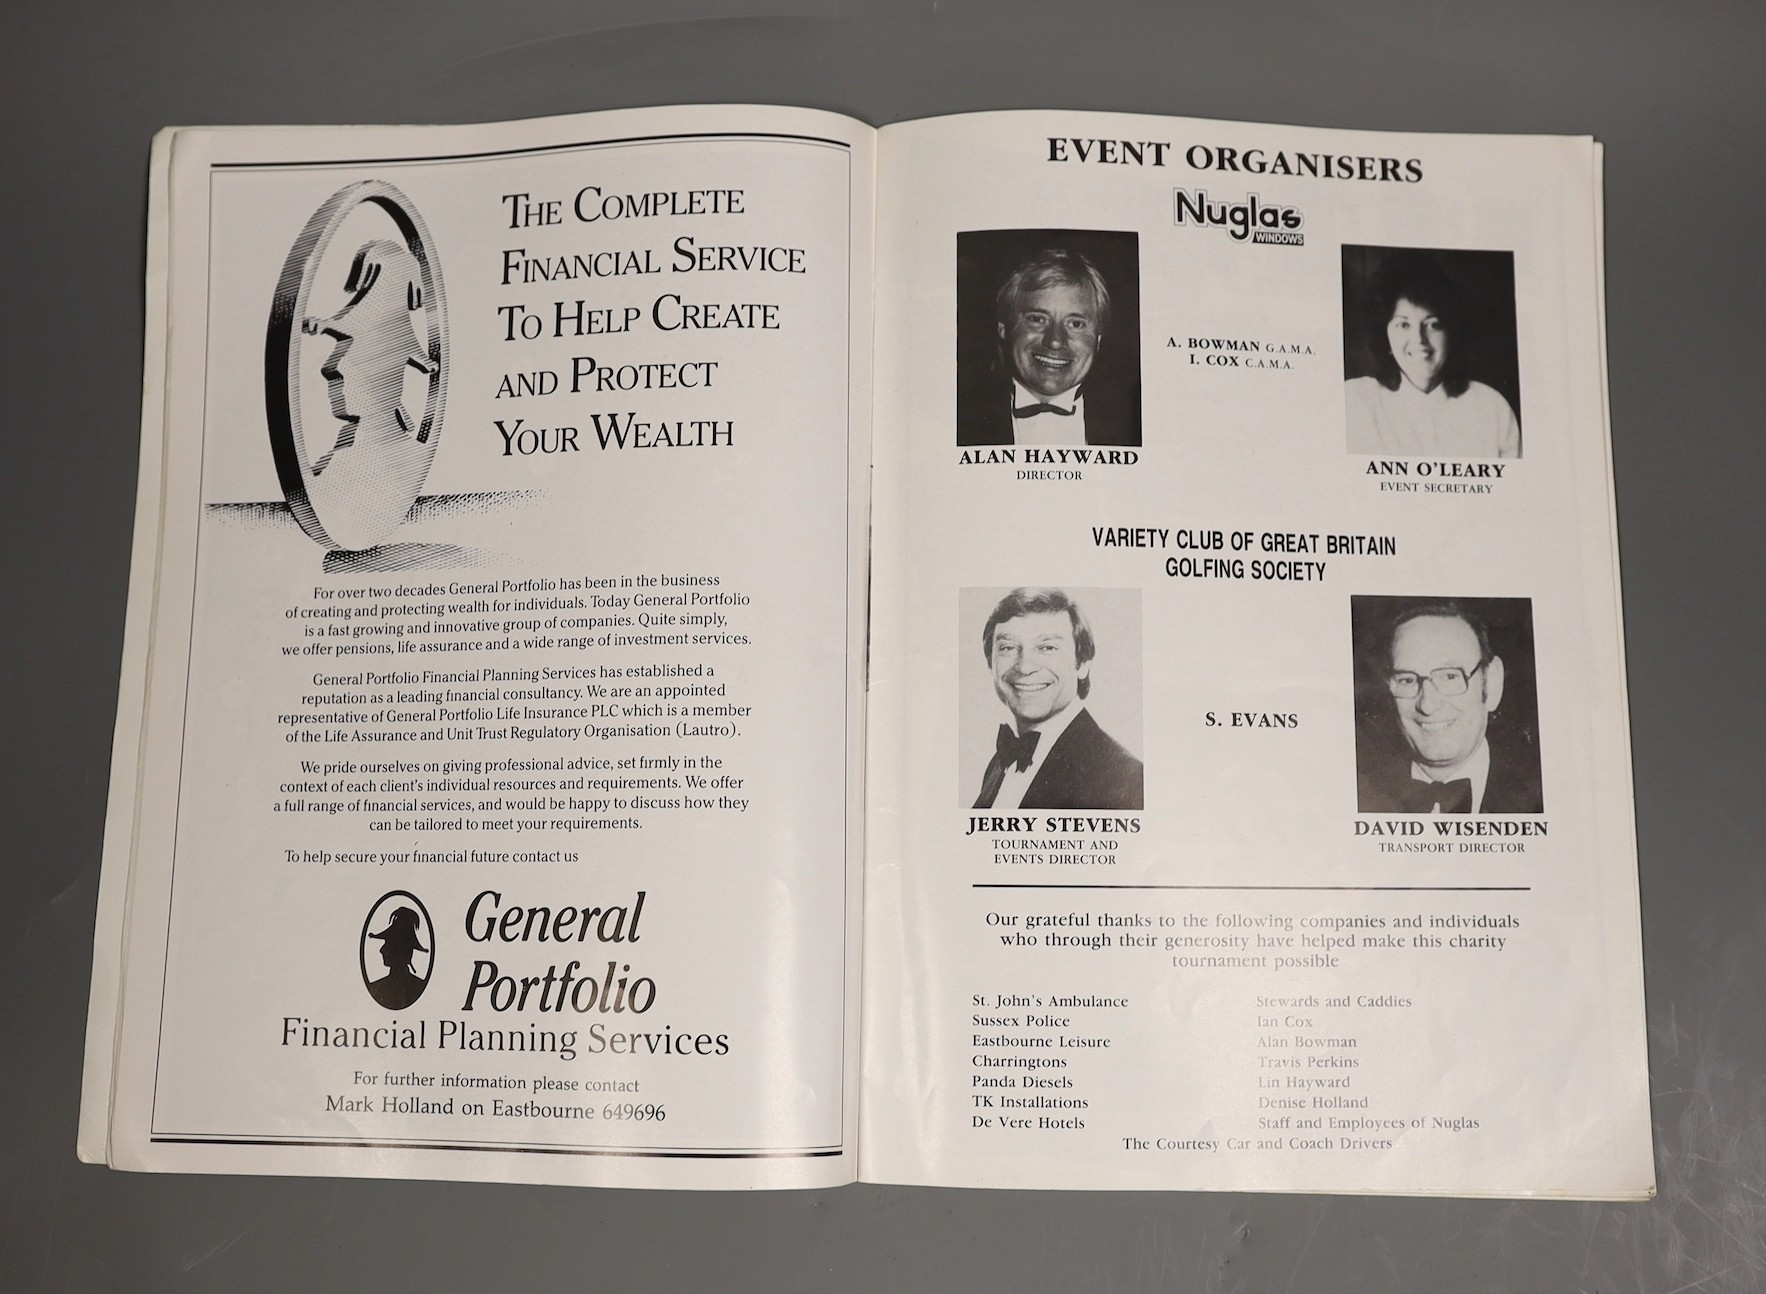 THE COMPLETE
FINANCIAL SERVICE
TO HELP CREATE
AND PROTECT
YOUR WEALTH
For over two decades General Portfolio has been in the business
of creating and protecting wealth for individuals. Today General Portfolio
is a fast growing and innovative group of companies. Quite simply,
we offer pensions, life assurance and a wide range of investment services.
General Portfolio Financial Planning Services has established a
reputation as a leading financial consultancy. We are an appointed
representative of General Portfolio Life Insurance PLC which is a member
of the Life Assurance and Unit Trust Regulatory Organisation (Lautro).
We pride ourselves on giving professional advice, set firmly in the
context of each client's individual resources and requirements. We offer
a full range of financial services, and would be happy to discuss how they
can be tailored to meet your requirements.
To help secure your financial future contact us
General
Portfolio
Financial Planning Services
For further information please contact
Mark Holland on Eastbourne 649696
EVENT ORGANISERS
Nuglas
WINDOWS
A. BOWMAN G.A.M.A.
I. COX C.A.M.A.
ALAN HAYWARD
DIRECTOR
ANN O'LEARY
EVENT SECRETARY
VARIETY CLUB OF GREAT BRITAIN
GOLFING SOCIETY
S. EVANS
JERRY STEVENS
TOURNAMENT AND
EVENTS DIRECTOR
DAVID WISENDEN
TRANSPORT DIRECTOR
Our grateful thanks to the following companies and individuals
who through their generosity have helped make this charity
tournament possible
St. John's Ambulance
Sussex Police
Eastbourne Leisure
Charringtons
Panda Diesels
TK Installations
De Vere Hotels
Stewards and Caddies
Ian Cox
Alan Bowman
Travis Perkins
Lin Hayward
Denise Holland
Staff and Employees of Nuglas
The Courtesy Car and Coach Drivers